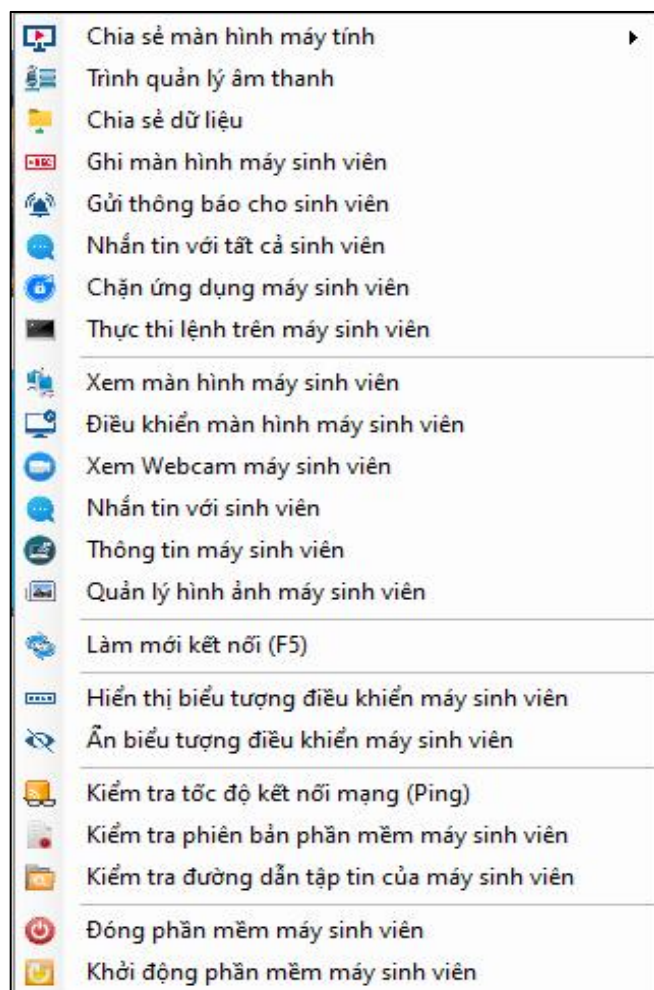 Chia sẻ màn hình máy tính
Trình quản lý âm thanh
Chia sẻ dữ liệu
REC
Ghi màn hình máy sinh viên
Gửi thông báo cho sinh viên
Nhắn tin với tất cả sinh viên
Chặn ứng dụng máy sinh viên
Thực thi lệnh trên máy sinh viên
Xem màn hình máy sinh viên
Điều khiển màn hình máy sinh viên
Xem Webcam máy sinh viên
Nhắn tin với sinh viên
Thông tin máy sinh viên
Quản lý hình ảnh máy sinh viên
Làm mới kết nối (F5)
Hiển thị biểu tượng điều khiển máy sinh viên
Ẩn biểu tượng điều khiển máy sinh viên
Kiểm tra tốc độ kết nối mạng (Ping)
Kiểm tra phiên bản phần mềm máy sinh viên
Kiểm tra đường dẫn tập tin của máy sinh viên
Đóng phần mềm máy sinh viên
Khởi động phần mềm máy sinh viên